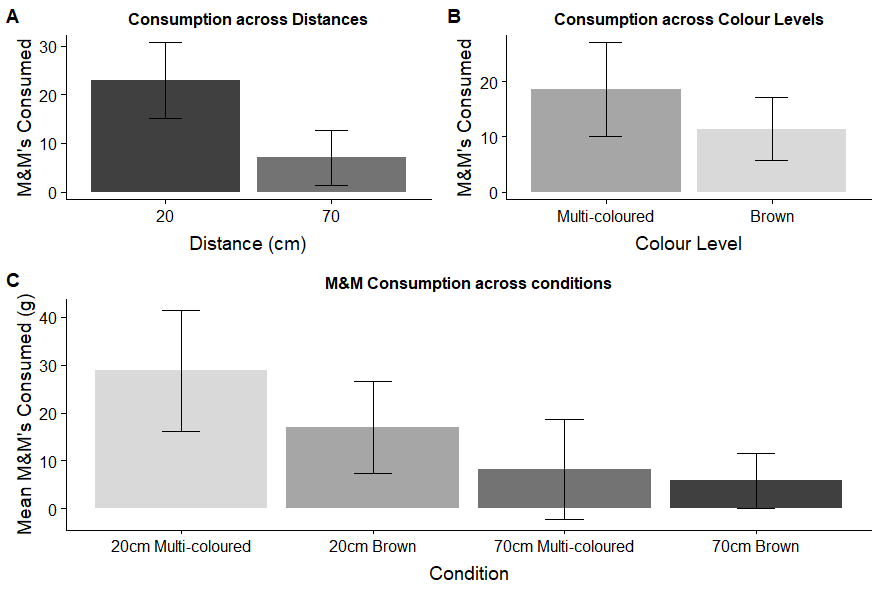 A
Consumption across Distances
M&M's Consumed
30
20
10
0
20
70
Distance (cm)
B
Consumption across Colour Levels
M&M's Consumed
20
10
0
Multi-coloured
Brown
Colour Level
C
M&M Consumption across conditions
Mean M&M's Consumed (g)
40
30
20
10
0
20cm Multi-coloured
20cm Brown
70cm Multi-coloured
70cm Brown
Condition